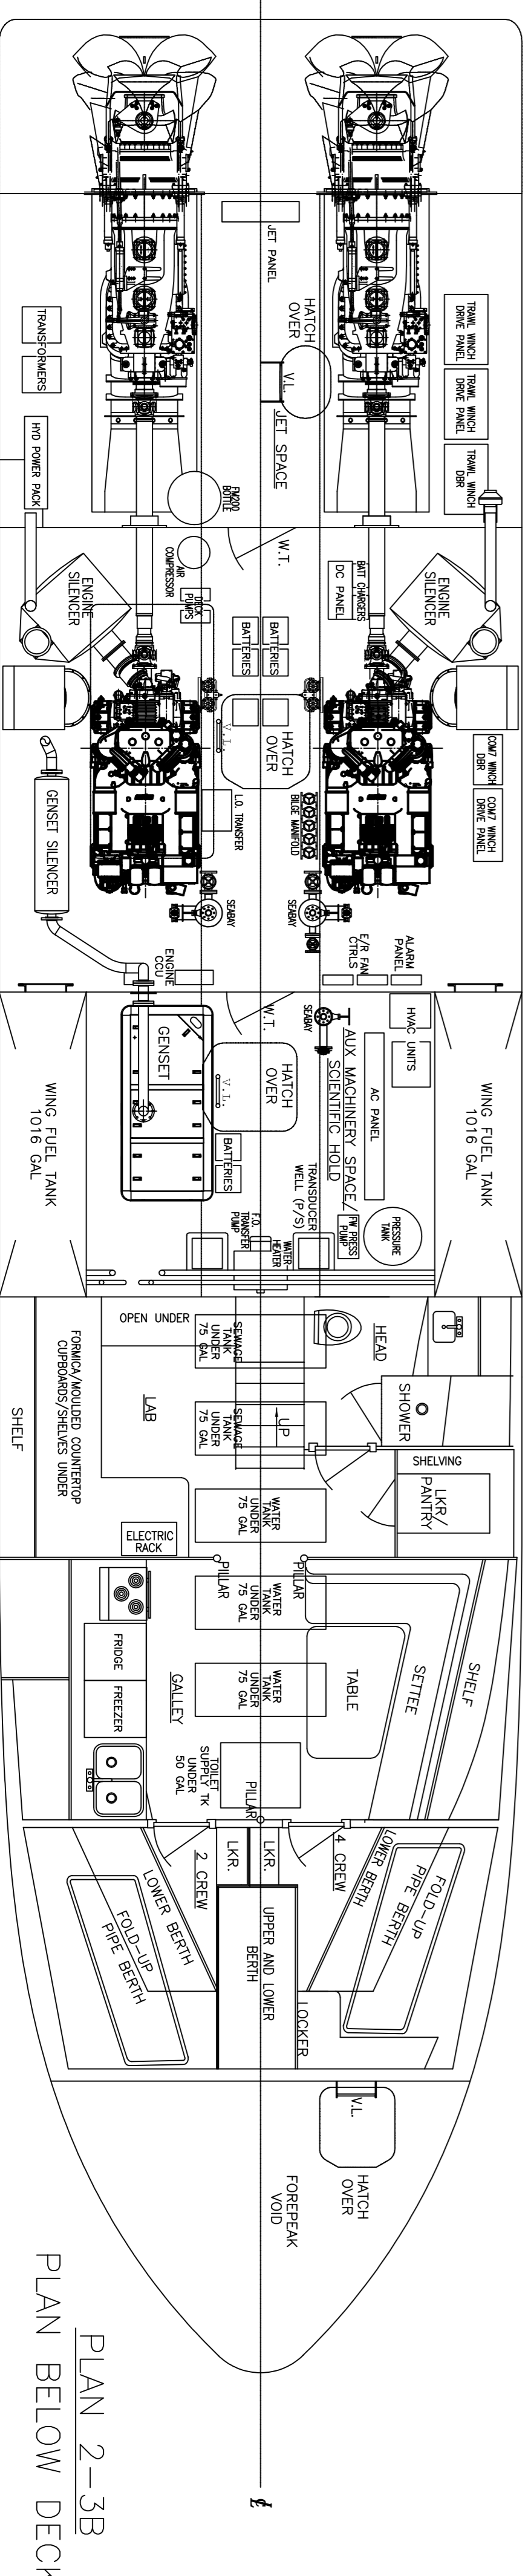 JET PANEL
HATCH
OVER
V.L.
JET SPACE
TRAWL WINCH
DRIVE PANEL
TRAWL WINCH
DRIVE PANEL
TRAWL WINCH
DBR
TRANSFORMERS
HYD POWER PACK
FM200
BOTTLE
AIR
COMPRESSOR
DECK
PUMPS
W.T.
BATT CHARGERS
DC PANEL
ENGINE
SILENCER
ENGINE
SILENCER
BATTERIES
BATTERIES
HATCH
OVER
V.L.
COM7 WINCH
DBR
COM7 WINCH
DRIVE PANEL
GENSET SILENCER
L.O. TRANSFER
BILGE MANIFOLD
SEABAY
SEABAY
ENGINE
CCU
ALARM
PANEL
E/R FAN
CTRLS
W.T.
SEABAY
HVAC UNITS
AC PANEL
AUX MACHINERY SPACE/
SCIENTIFIC HOLD
WING FUEL TANK
1016 GAL
WING FUEL TANK
1016 GAL
GENSET
HATCH
OVER
V.L.
BATTERIES
TRANSDUCER
WELL (P/S)
FW PRESS
PUMP
PRESSURE
TANK
WATER
HEATER
F.O.
TRANSFER
PUMP
OPEN UNDER
SEWAGE
TANK
UNDER
75 GAL
SEWAGE
TANK
UNDER
75 GAL
HEAD
SHOWER
UP
LAB
FORMICA/MOULDED COUNTERTOP
CUPBOARDS/SHELVES UNDER
SHELF
SHELVING
LKR/
PANTRY
WATER
TANK
UNDER
75 GAL
ELECTRIC
RACK
PILLAR
PILLAR
WATER
TANK
UNDER
75 GAL
WATER
TANK
UNDER
75 GAL
SHELF
SETTEE
TABLE
GALLEY
FRIDGE
FREEZER
TOILET
SUPPLY TK
UNDER
50 GAL
PILLAR
LKR.
LKR.
4 CREW
2 CREW
LOWER BERTH
FOLD-UP
PIPE BERTH
LOWER BERTH
FOLD-UP
PIPE BERTH
UPPER AND LOWER
BERTH
LOCKER
V.L.
HATCH
OVER
FOREPEAK
VOID
PLAN 2-3B
PLAN BELOW DECK